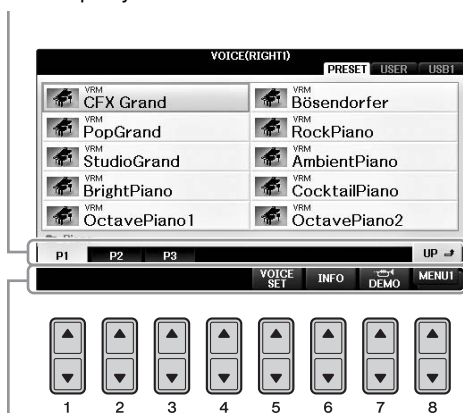 VOICE(RIGHT1)
PRESET USER USB1
VRM CFX Grand
VRM Bösendorfer
VRM PopGrand
VRM RockPiano
VRM StudioGrand
VRM AmbientPiano
VRM BrightPiano
VRM CocktailPiano
VRM OctavePiano1
VRM OctavePiano2
P1 P2 P3 UP
VOICE SET INFO DEMO MENU1
1 2 3 4 5 6 7 8